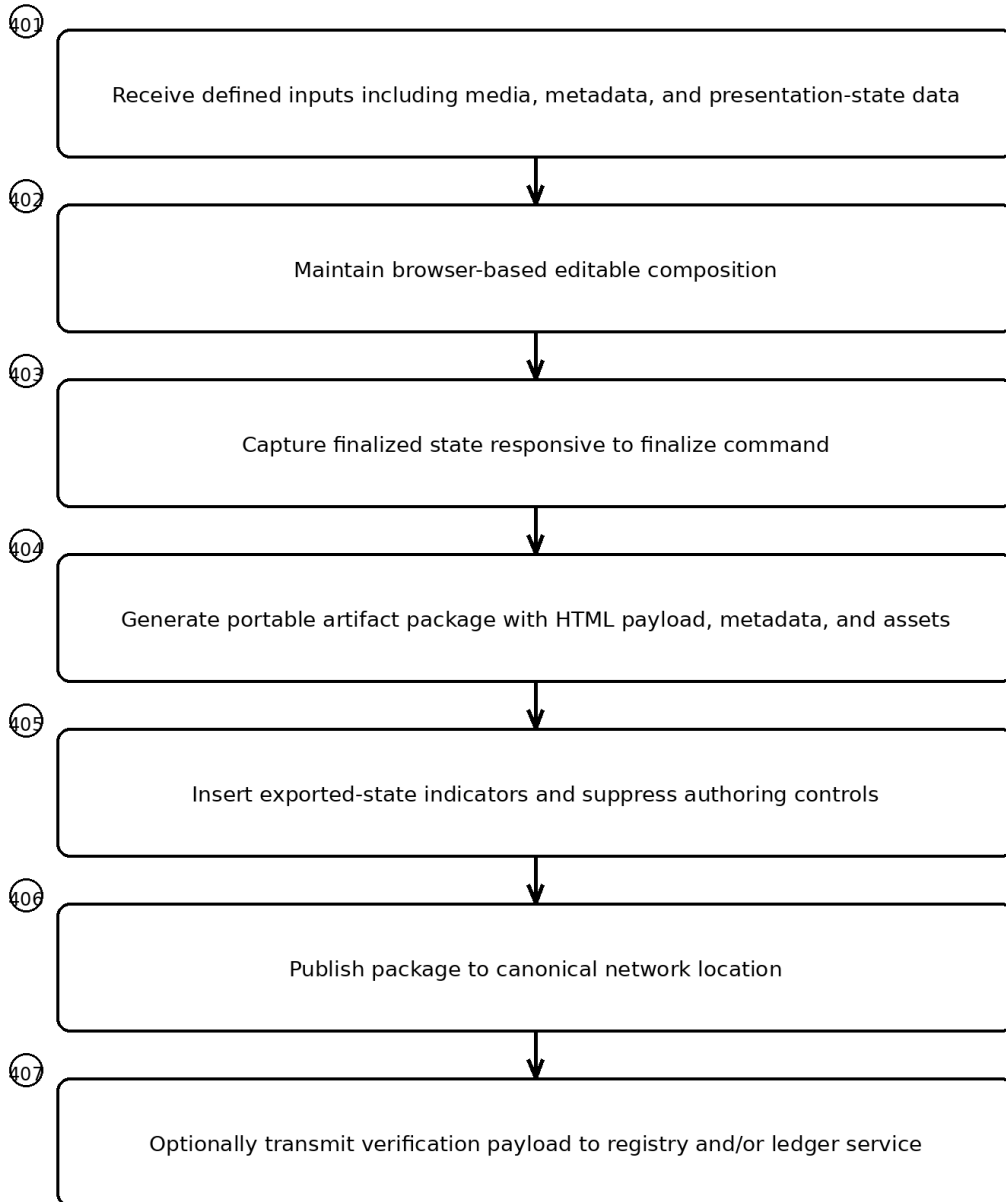 401
Receive defined inputs including media, metadata, and presentation-state data
402
Maintain browser-based editable composition
403
Capture finalized state responsive to finalize command
404
Generate portable artifact package with HTML payload, metadata, and assets
405
Insert exported-state indicators and suppress authoring controls
406
Publish package to canonical network location
407
Optionally transmit verification payload to registry and/or ledger service